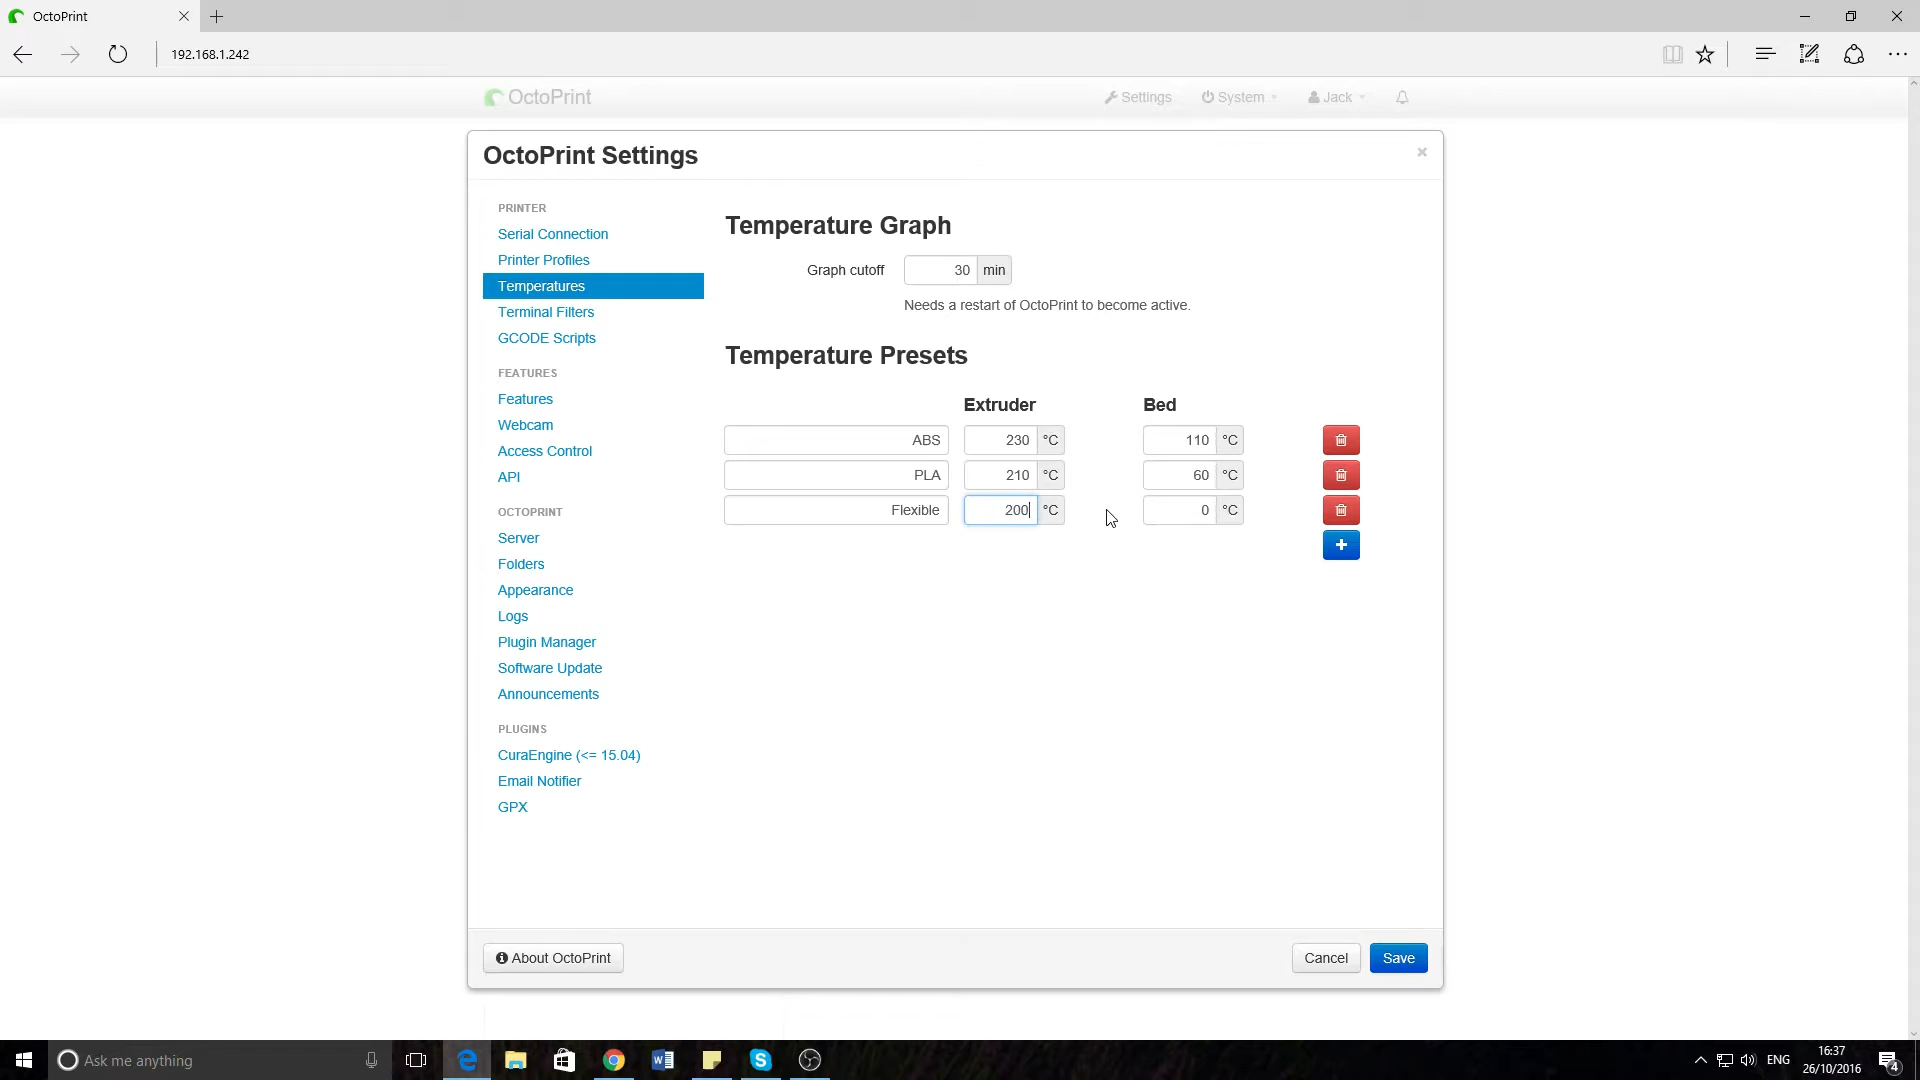 OctoPrint
192.168.1.242
OctoPrint
Settings
System
Jack
OctoPrint Settings
PRINTER
Serial Connection
Printer Profiles
Temperatures
Terminal Filters
GCODE Scripts
FEATURES
Features
Webcam
Access Control
API
OCTOPRINT
Server
Folders
Appearance
Logs
Plugin Manager
Software Update
Announcements
PLUGINS
CuraEngine (<= 15.04)
Email Notifier
GPX
Temperature Graph
Graph cutoff 30 min
Needs a restart of OctoPrint to become active.
Temperature Presets
Extruder Bed
ABS 230 °C 110 °C
PLA 210 °C 60 °C
Flexible 200 °C 0 °C
About OctoPrint
Cancel
Save
Ask me anything
ENG
16:37
26/10/2016
4